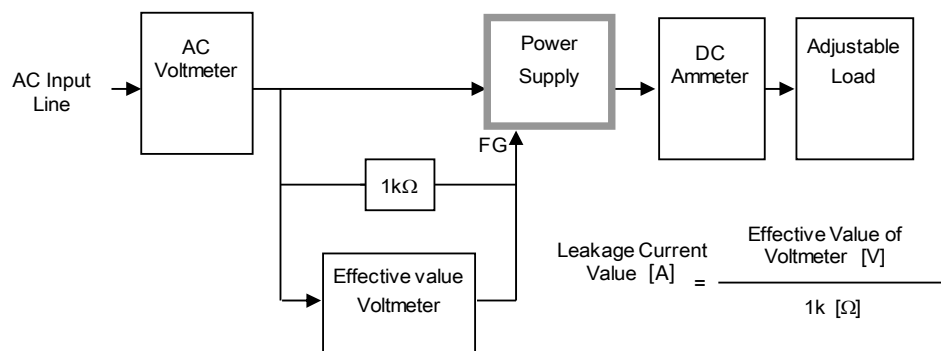 AC Input
Line
AC
Voltmeter
Power
Supply
DC
Ammeter
Adjustable
Load
FG
1kΩ
Effective value
Voltmeter
Leakage Current
Value [A]
=
Effective Value of
Voltmeter [V]
1k [Ω]